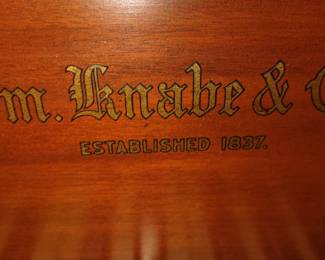 m. Knabe & C
ESTABLISHED 1837.